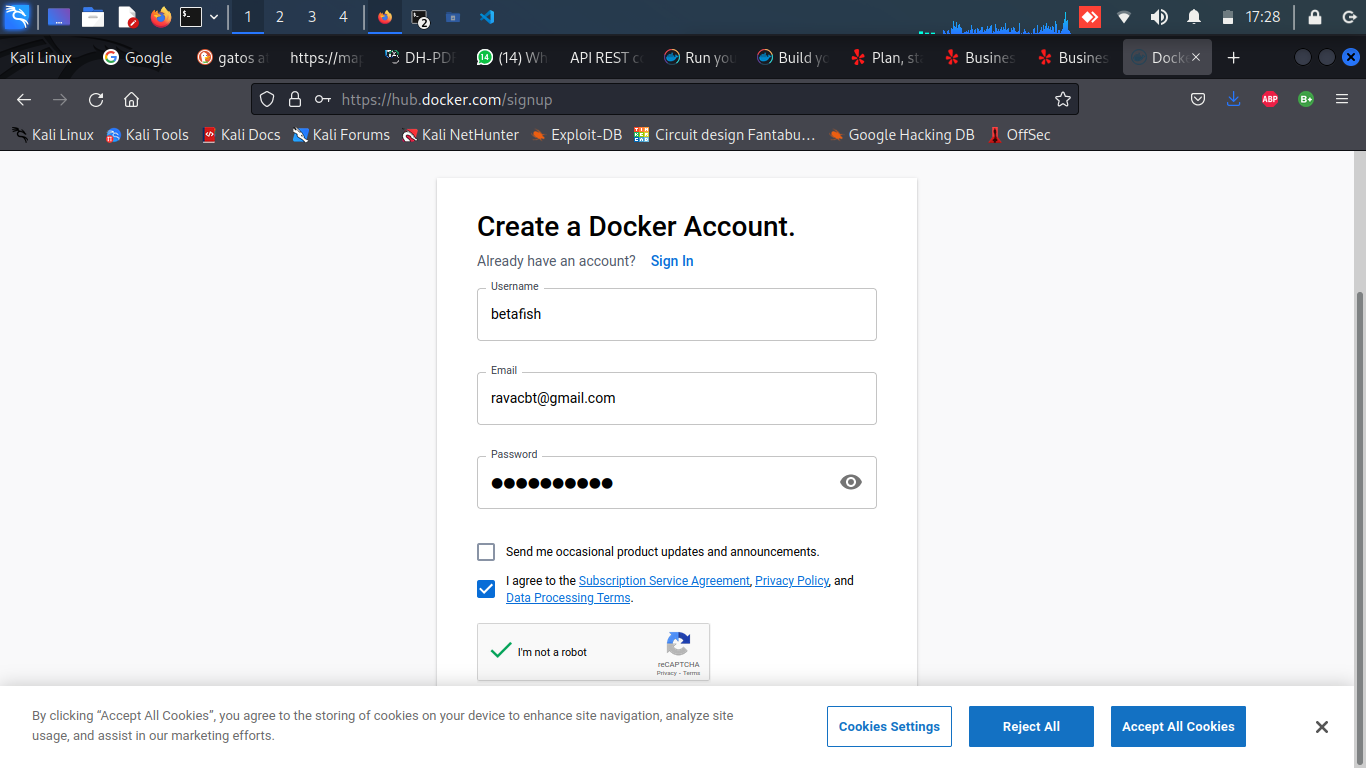 1 2 3 4 2 17:28
Kali Linux Google gatos a https://ma DH-PDF (14) Wh API REST c Run you Build yo Plan, st Business Business Docke
https://hub.docker.com/signup ABP B+
Kali Linux Kali Tools Kali Docs Kali Forums Kali NetHunter Exploit-DB Circuit design Fantabu… Google Hacking DB OffSec
Create a Docker Account.
Already have an account? Sign In
Username
betafish
Email
ravacbt@gmail.com
Password
●●●●●●●●●●
Send me occasional product updates and announcements.
I agree to the Subscription Service Agreement, Privacy Policy, and
Data Processing Terms.
I'm not a robot
reCAPTCHA
Privacy - Terms
By clicking “Accept All Cookies”, you agree to the storing of cookies on your device to enhance site navigation, analyze site
usage, and assist in our marketing efforts.
Cookies Settings Reject All Accept All Cookies